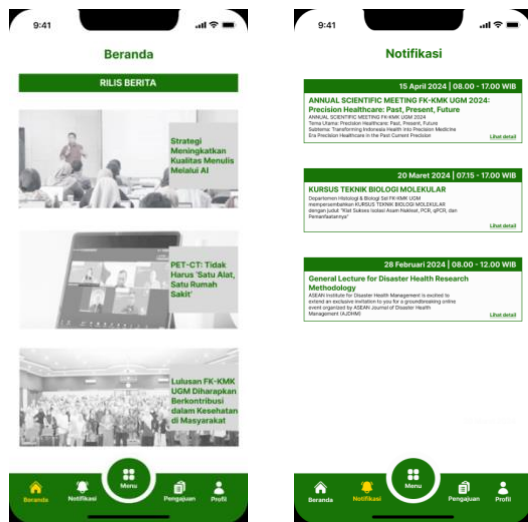 9:41
Beranda
RILIS BERITA
Strategi
Meningkatkan
Kualitas Menulis
Melalui AI
PET-CT: Tidak
Harus 'Satu Alat,
Satu Rumah
Sakit'
Lulusan FK-KMK
UGM Diharapkan
Berkontribusi
dalam Kesehatan
di Masyarakat
Beranda
Notifikasi
Menu
Pengajuan
Profil
9:41
Notifikasi
15 April 2024 | 08.00 - 17.00 WIB
ANNUAL SCIENTIFIC MEETING FK-KMK UGM 2024:
Precision Healthcare: Past, Present, Future
ANNUAL SCIENTIFIC MEETING FK-KMK UGM 2024
Tema Utama: Precision Healthcare: Past, Present, Future
Subtema: Transforming Indonesia Health Into Precision Medicine
Era Precision Healthcare in the Past Current Precision
Lihat detail
20 Maret 2024 | 07.15 - 17.00 WIB
KURSUS TEKNIK BIOLOGI MOLEKULAR
Departemen Histologi & Biologi Sel FK-KMK UGM
mempersembahkan KURSUS TEKNIK BIOLOGI MOLEKULAR
dengan judul "Kiat Sukses Isolasi Asam Nukleat, PCR, qPCR, dan
Pemanfaatannya"
Lihat detail
28 Februari 2024 | 08.00 - 12.00 WIB
General Lecture for Disaster Health Research
Methodology
ASEAN Institute for Disaster Health Management is excited to
extend an exclusive invitation to you for a groundbreaking online
event organized by ASEAN Journal of Disaster Health
Management (AJDHM)
Lihat detail
Beranda
Notifikasi
Menu
Pengajuan
Profil